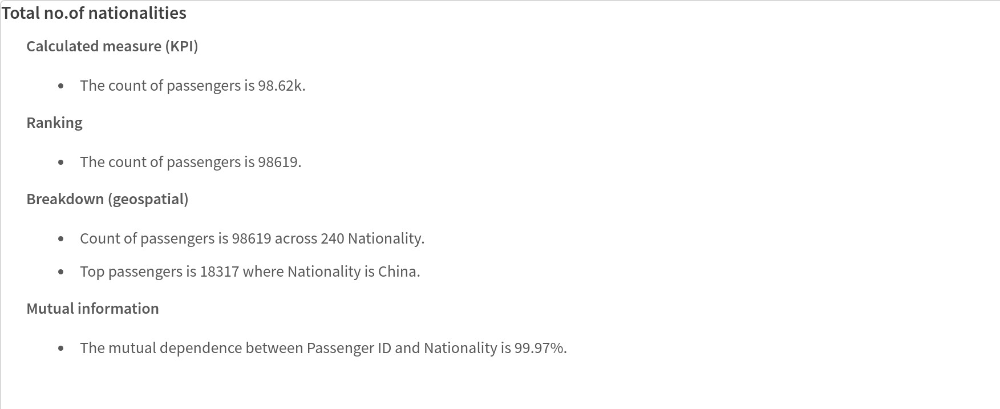 Total no.of nationalities
Calculated measure (KPI)
The count of passengers is 98.62k.
Ranking
The count of passengers is 98619.
Breakdown (geospatial)
Count of passengers is 98619 across 240 Nationality.
Top passengers is 18317 where Nationality is China.
Mutual information
The mutual dependence between Passenger ID and Nationality is 99.97%.